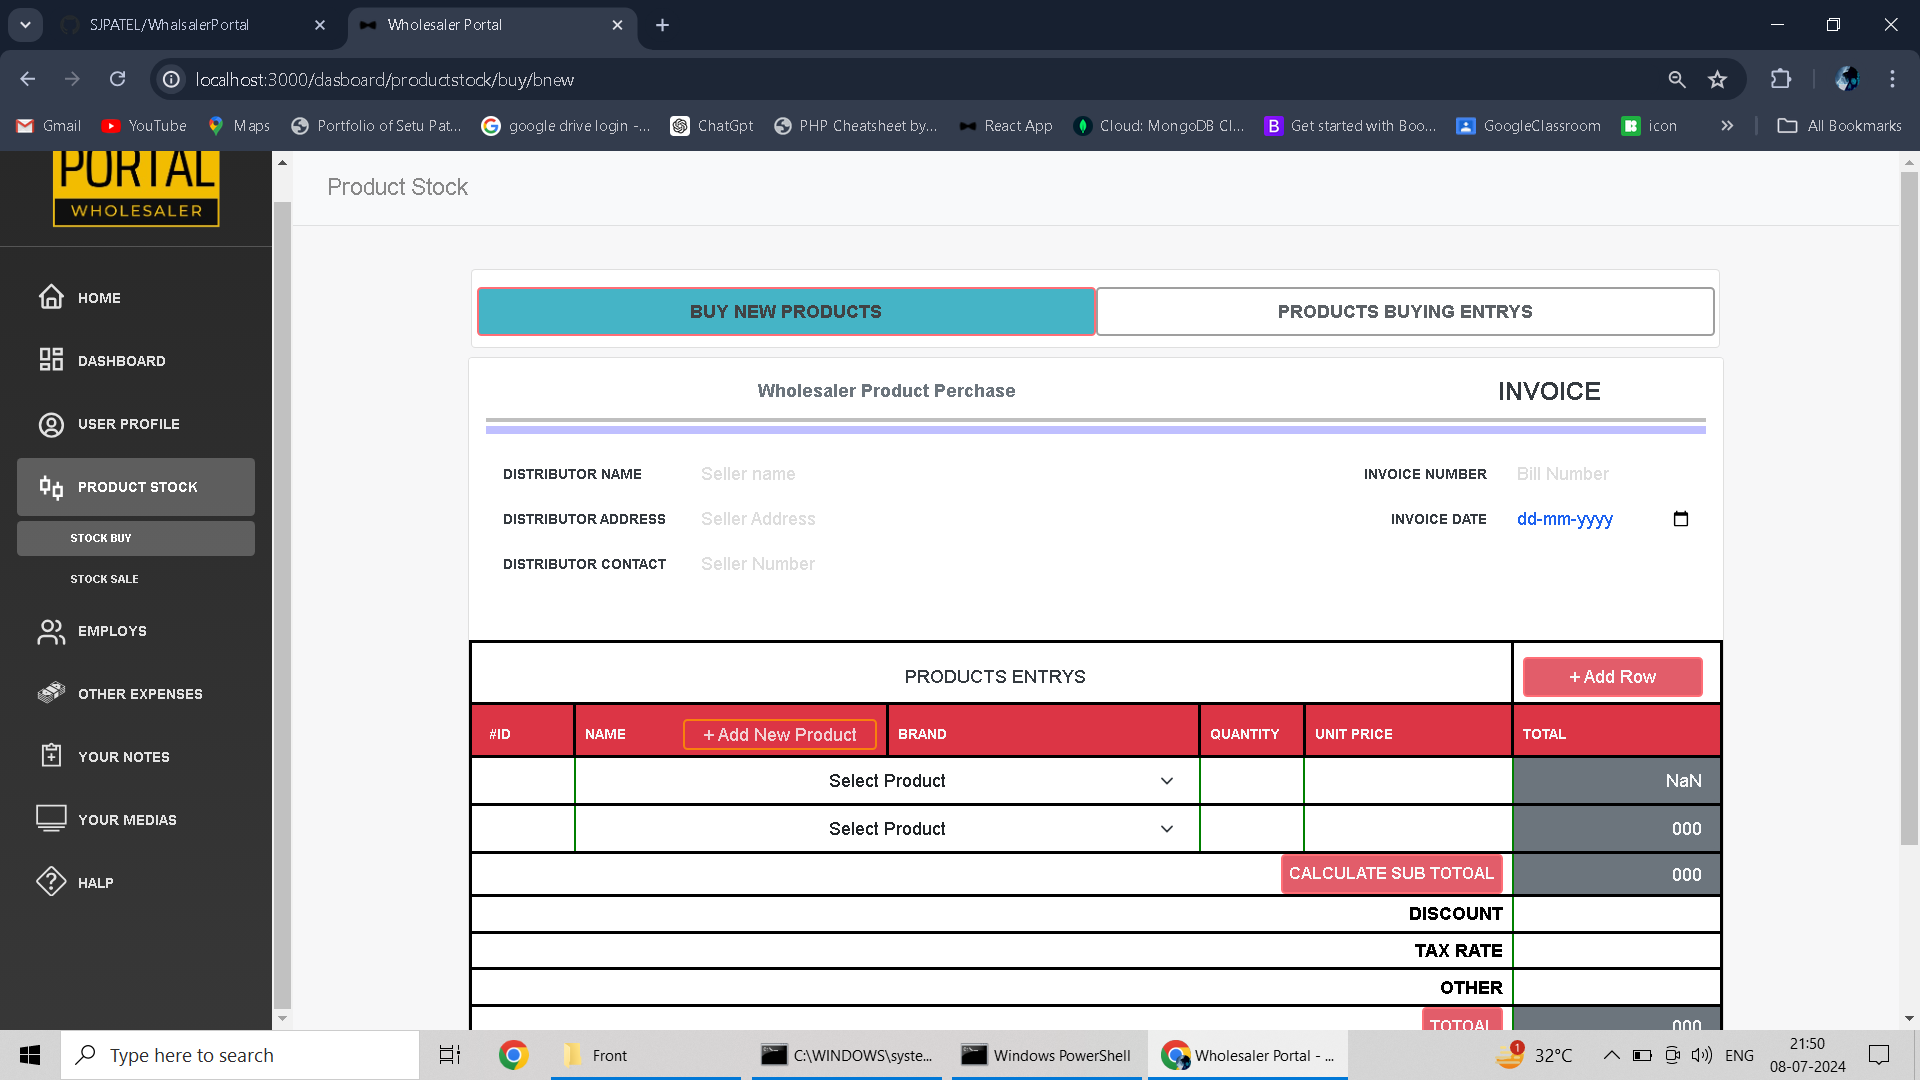 SJPATEL/WhalsalerPortal
Wholesaler Portal
localhost:3000/dasboard/productstock/buy/bnew
Gmail
YouTube
Maps
Portfolio of Setu Pat...
google drive login -...
ChatGpt
PHP Cheatsheet by...
React App
Cloud: MongoDB Cl...
Get started with Boo...
GoogleClassroom
icon
All Bookmarks
PORTAL
WHOLESALER
Product Stock
HOME
DASHBOARD
USER PROFILE
PRODUCT STOCK
STOCK BUY
STOCK SALE
EMPLOYS
OTHER EXPENSES
YOUR NOTES
YOUR MEDIAS
HALP
BUY NEW PRODUCTS
PRODUCTS BUYING ENTRYS
Wholesaler Product Perchase
INVOICE
DISTRIBUTOR NAME Seller name
INVOICE NUMBER Bill Number
DISTRIBUTOR ADDRESS Seller Address
INVOICE DATE dd-mm-yyyy
DISTRIBUTOR CONTACT Seller Number
PRODUCTS ENTRYS
+ Add Row
#ID NAME + Add New Product BRAND QUANTITY UNIT PRICE TOTAL
Select Product NaN
Select Product 000
CALCULATE SUB TOTOAL 000
DISCOUNT
TAX RATE
OTHER
TOTOAL 000
Type here to search
Front
C:\WINDOWS\syste...
Windows PowerShell
Wholesaler Portal - ...
1
32°C
ENG
21:50
08-07-2024